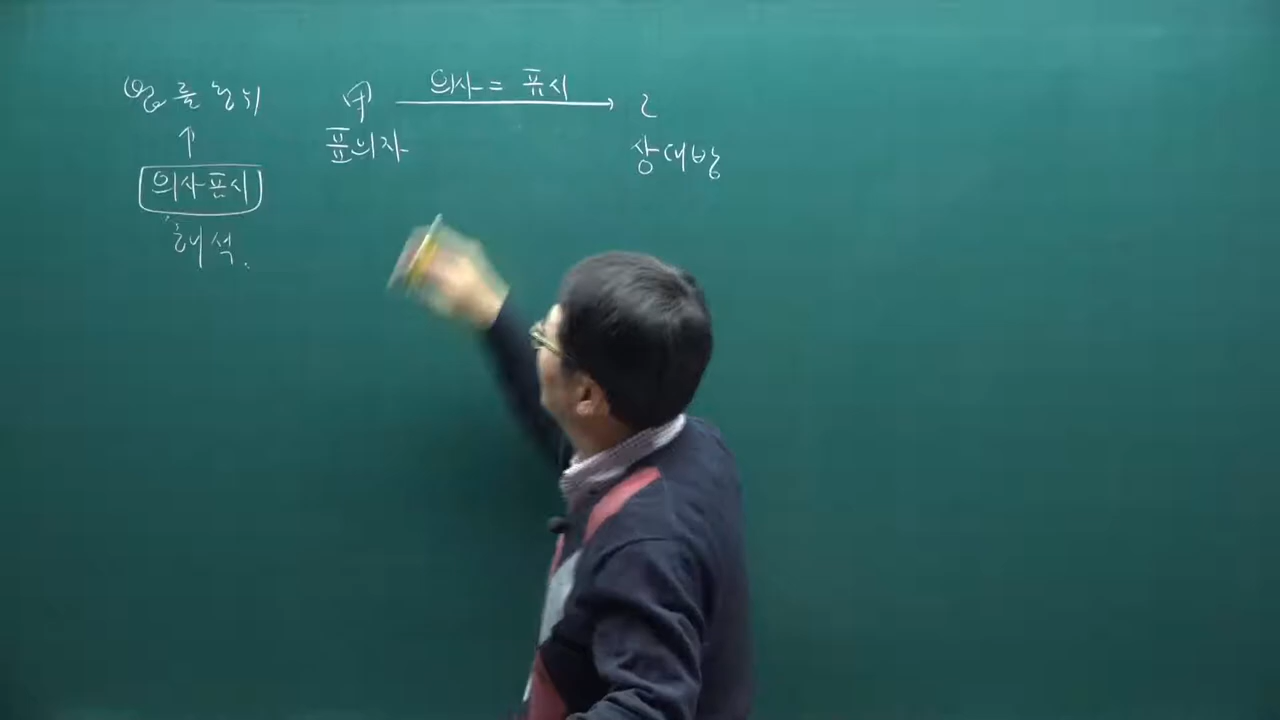 법률행위
↑
의사표시
해석.
甲 의사 = 표시 → 乙
표의자 상대방